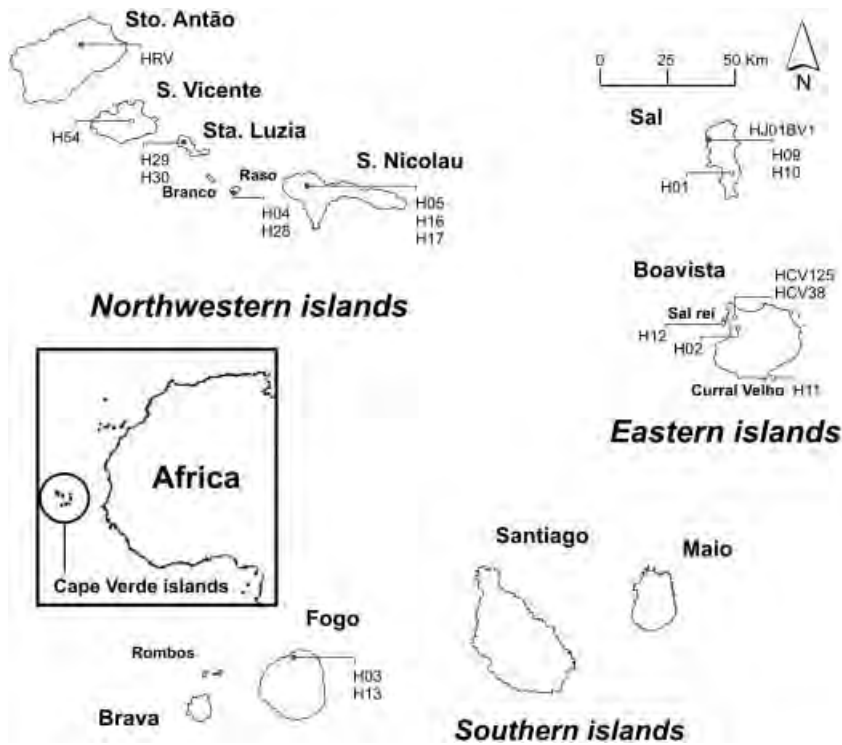 Sto. Antão
HRV
S. Vicente
H54
Sta. Luzia
H29
H30
Branco
Raso
H04
H28
S. Nicolau
H05
H16
H17
Northwestern islands
0 25 50 Km
N
Sal
HJ01BV1
H09
H10
H01
Boavista
HCV125
HCV38
Sal rei
H12
H02
Curral Velho
H11
Eastern islands
Africa
Cape Verde islands
Santiago
Maio
Fogo
Rombos
H03
H13
Brava
Southern islands